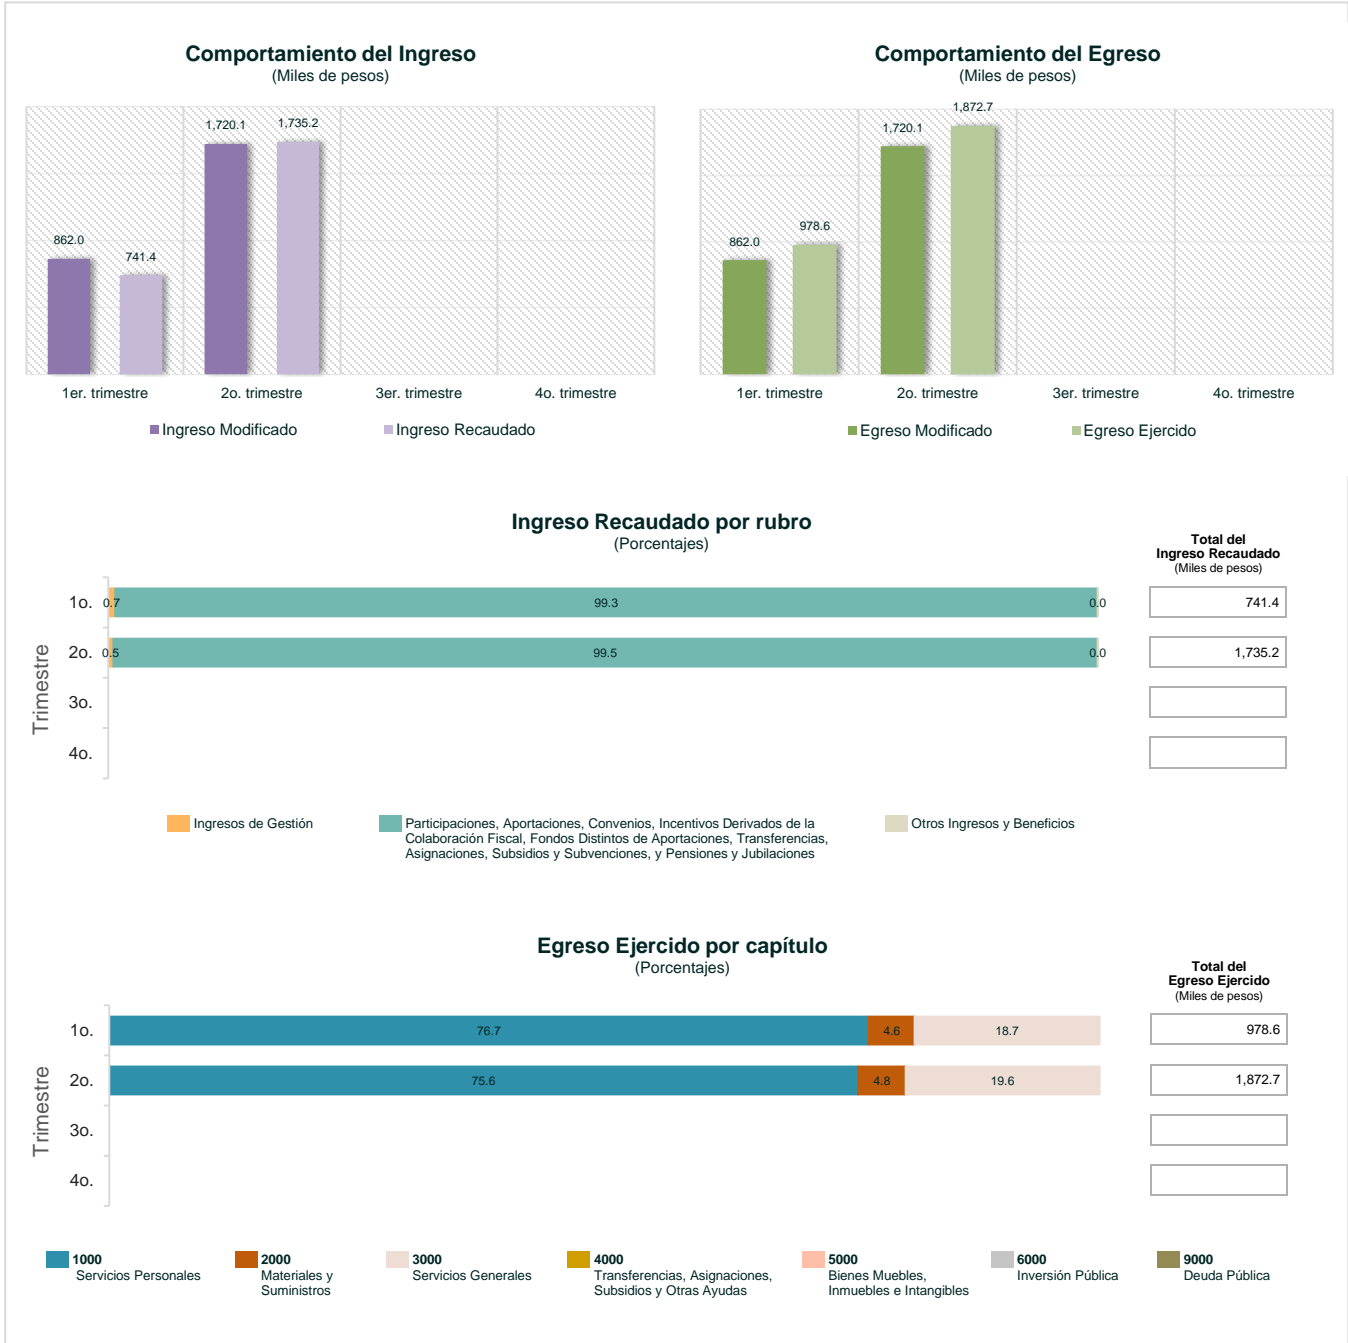 Comportamiento del Ingreso
(Miles de pesos)
862.0
741.4
1,720.1
1,735.2
1er. trimestre
2o. trimestre
3er. trimestre
4o. trimestre
Ingreso Modificado
Ingreso Recaudado
Comportamiento del Egreso
(Miles de pesos)
862.0
978.6
1,720.1
1,872.7
1er. trimestre
2o. trimestre
3er. trimestre
4o. trimestre
Egreso Modificado
Egreso Ejercido
Ingreso Recaudado por rubro
(Porcentajes)
Total del
Ingreso Recaudado
(Miles de pesos)
Trimestre
1o. 0.7 99.3 0.0 741.4
2o. 0.5 99.5 0.0 1,735.2
3o.
4o.
Ingresos de Gestión
Participaciones, Aportaciones, Convenios, Incentivos Derivados de la
Colaboración Fiscal, Fondos Distintos de Aportaciones, Transferencias,
Asignaciones, Subsidios y Subvenciones, y Pensiones y Jubilaciones
Otros Ingresos y Beneficios
Egreso Ejercido por capítulo
(Porcentajes)
Total del
Egreso Ejercido
(Miles de pesos)
Trimestre
1o. 76.7 4.6 18.7 978.6
2o. 75.6 4.8 19.6 1,872.7
3o.
4o.
1000
Servicios Personales
2000
Materiales y
Suministros
3000
Servicios Generales
4000
Transferencias, Asignaciones,
Subsidios y Otras Ayudas
5000
Bienes Muebles,
Inmuebles e Intangibles
6000
Inversión Pública
9000
Deuda Pública